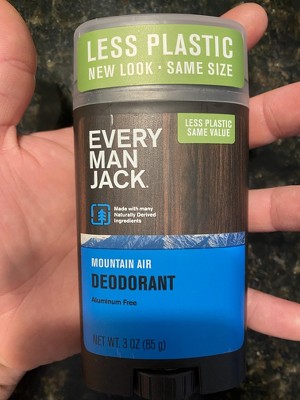 LESS PLASTIC
NEW LOOK · SAME SIZE
LESS PLASTIC
SAME VALUE
EVERY
MAN
JACK.
Made with many
Naturally Derived
Ingredients
MOUNTAIN AIR
DEODORANT
Aluminum Free
NET WT. 3 OZ (85 g)